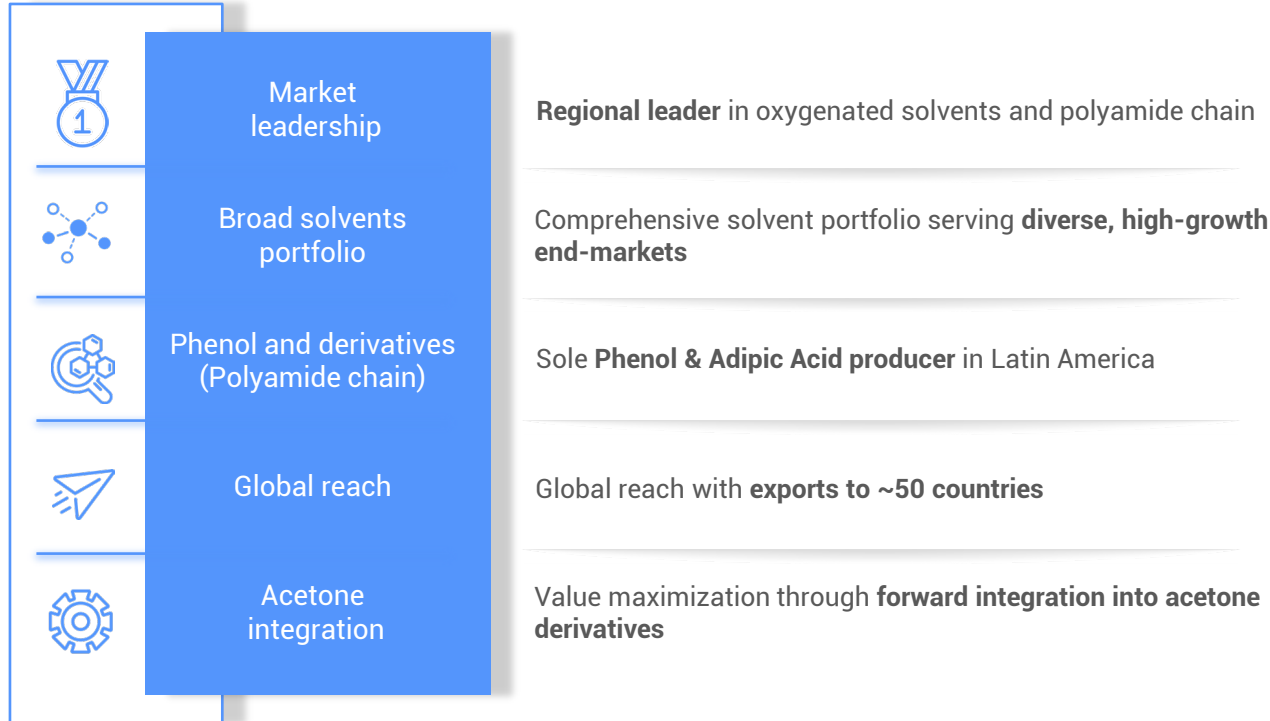 1
Market
leadership
Regional leader in oxygenated solvents and polyamide chain
Broad solvents
portfolio
Comprehensive solvent portfolio serving diverse, high-growth
end-markets
Phenol and derivatives
(Polyamide chain)
Sole Phenol & Adipic Acid producer in Latin America
Global reach
Global reach with exports to ~50 countries
Acetone
integration
Value maximization through forward integration into acetone
derivatives